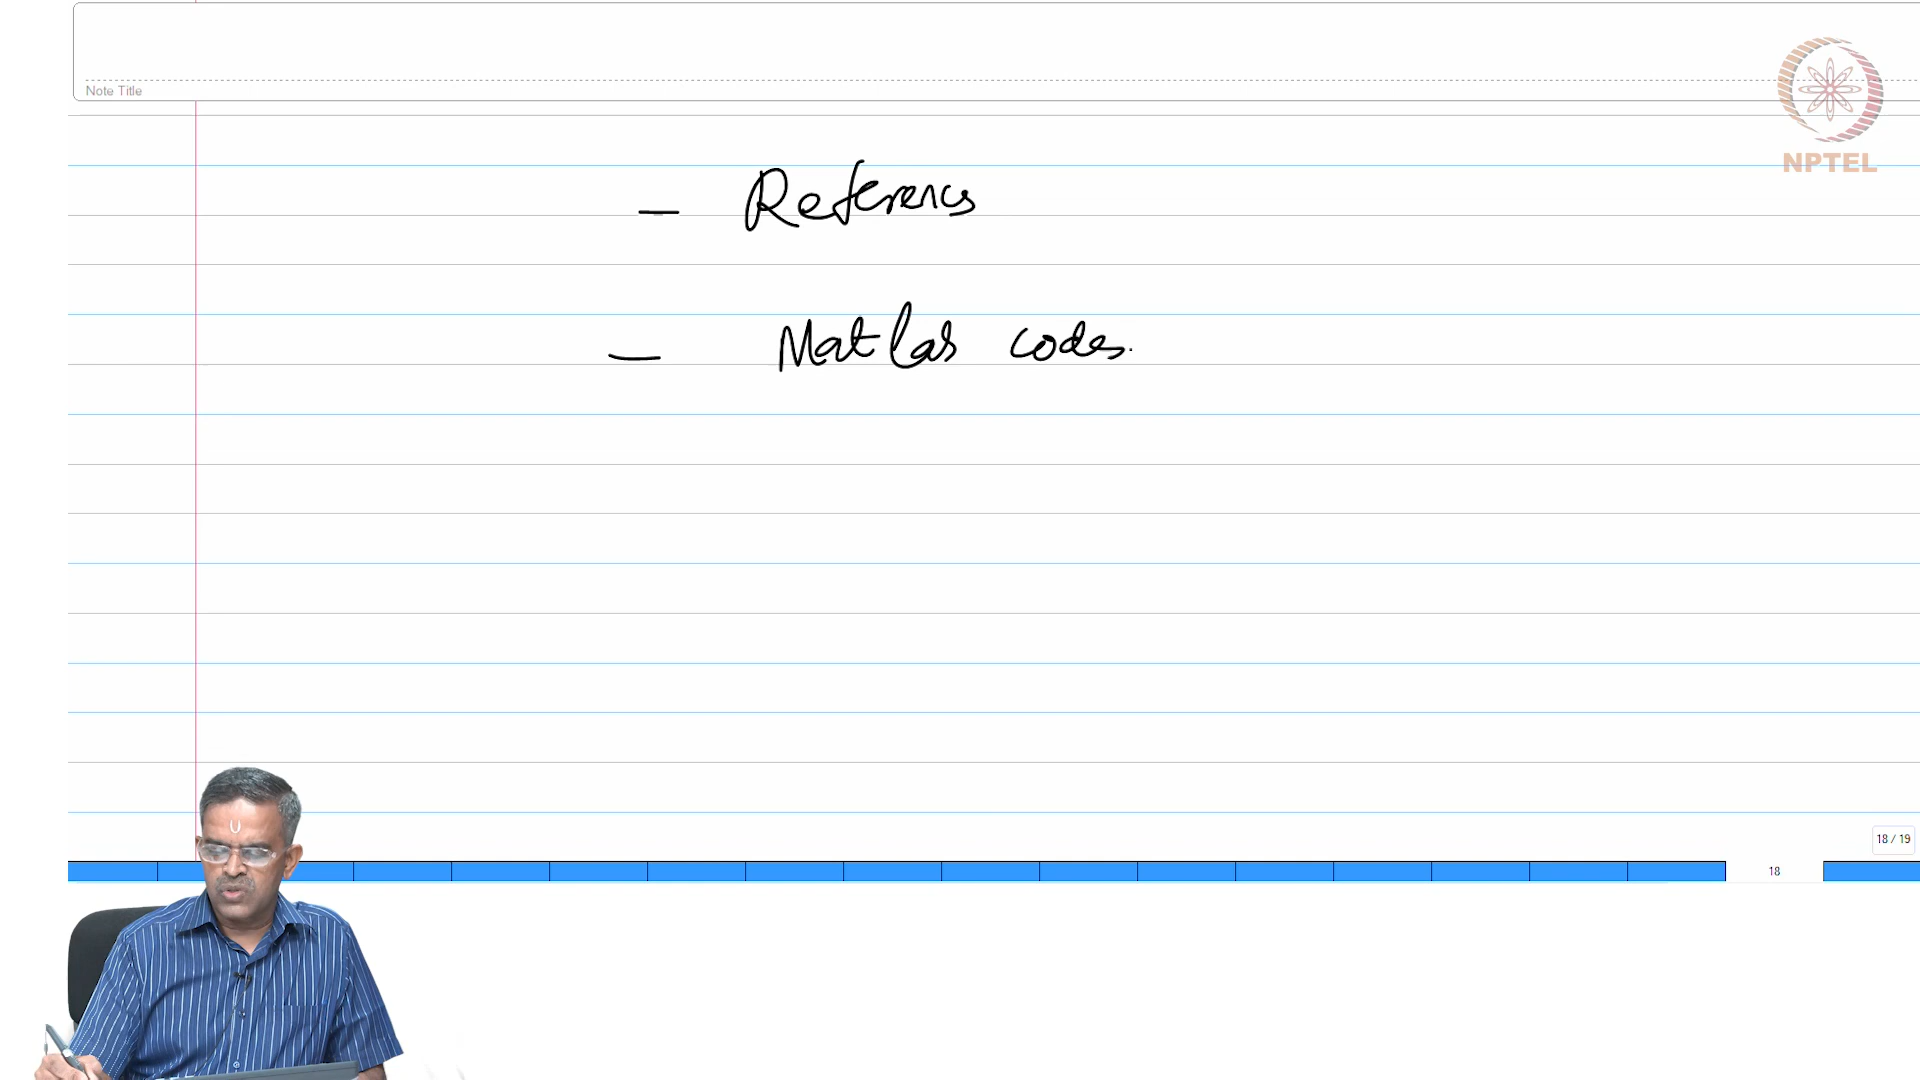 Note Title
NPTEL
- References
- Matlab codes.
18 / 19
18